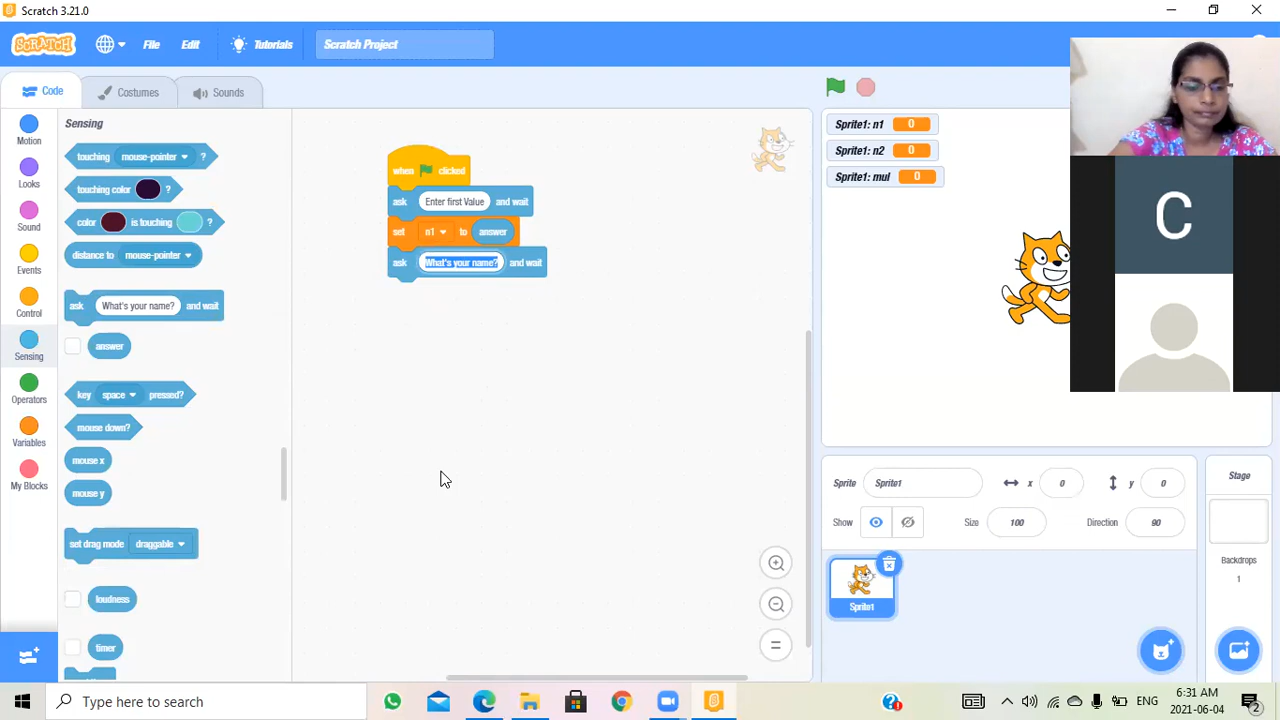 Scratch 3.21.0
SCRATCH File Edit Tutorials Scratch Project
Code Costumes Sounds
Motion
Looks
Sound
Events
Control
Sensing
Operators
Variables
My Blocks
Sensing
touching mouse-pointer ?
touching color ?
color is touching ?
distance to mouse-pointer
ask What's your name? and wait
answer
key space pressed?
mouse down?
mouse x
mouse y
set drag mode draggable
loudness
timer
when clicked
ask Enter first Value and wait
set n1 to answer
ask What's your name? and wait
Sprite1: n1 0
Sprite1: n2 0
Sprite1: mul 0
C
Sprite Sprite1 x 0 y 0
Show Size 100 Direction 90
Sprite1
Stage
Backdrops
1
Type here to search
ENG
6:31 AM
2021-06-04
2